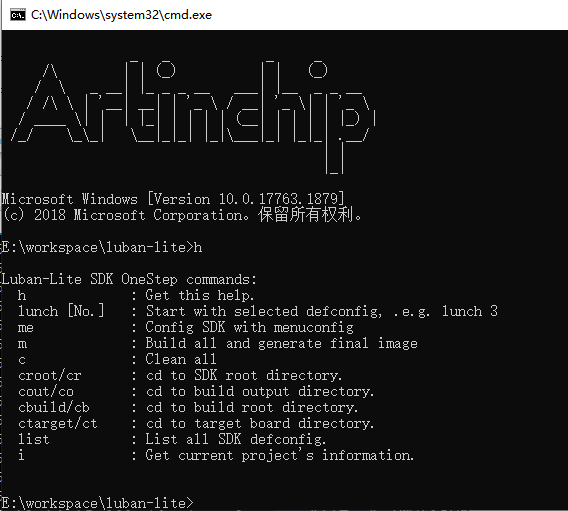 C:\Windows\system32\cmd.exe
Artinchip
Microsoft Windows [Version 10.0.17763.1879]
(c) 2018 Microsoft Corporation。保留所有权利。
E:\workspace\luban-lite>h
Luban-Lite SDK OneStep commands:
h : Get this help.
lunch [No.] : Start with selected defconfig, .e.g. lunch 3
me : Config SDK with menuconfig
m : Build all and generate final image
c : Clean all
croot/cr : cd to SDK root directory.
cout/co : cd to build output directory.
cbuild/cb : cd to build root directory.
ctarget/ct : cd to target board directory.
list : List all SDK defconfig.
i : Get current project's information.
E:\workspace\luban-lite>